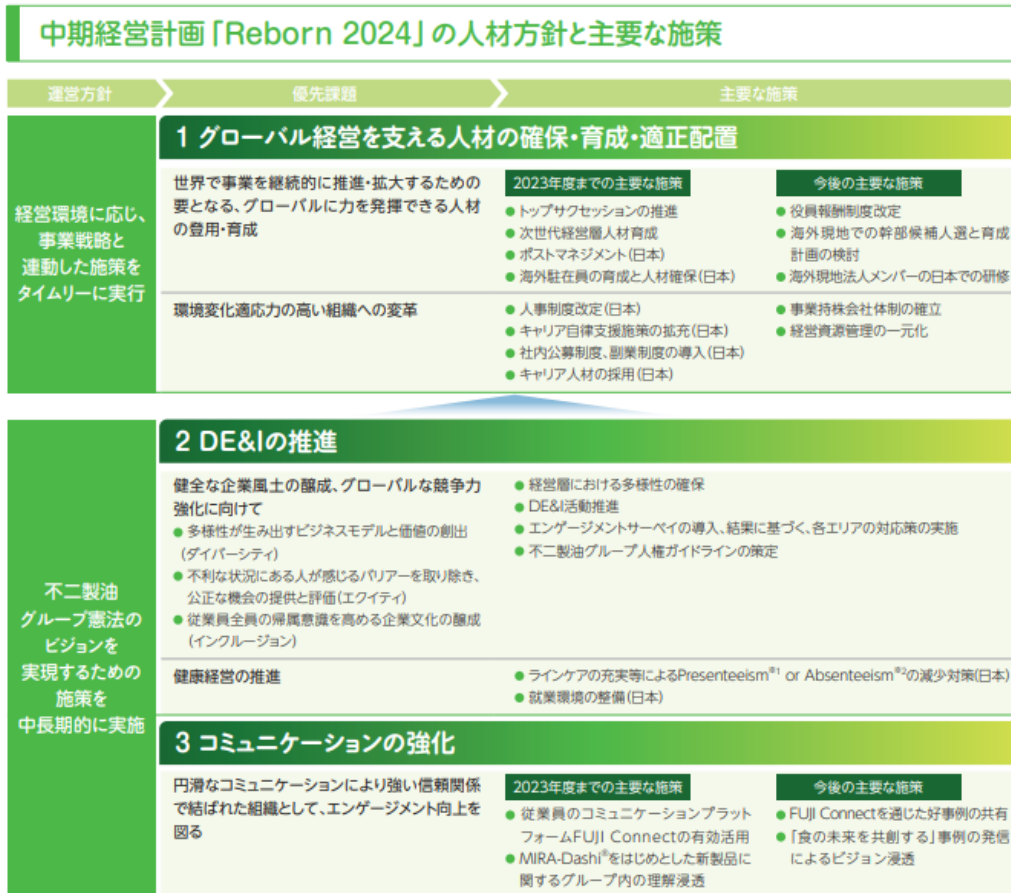 中期経営計画「Reborn 2024」の人材方針と主要な施策
運営方針
優先課題
主要な施策
経営環境に応じ、
事業戦略と
連動した施策を
タイムリーに実行
1 グローバル経営を支える人材の確保・育成・適正配置
世界で事業を継続的に推進・拡大するための
要となる、グローバルに力を発揮できる人材
の登用・育成
2023年度までの主要な施策
● トップサクセッションの推進
● 次世代経営層人材育成
● ポストマネジメント(日本)
● 海外駐在員の育成と人材確保(日本)
今後の主要な施策
● 役員報酬制度改定
● 海外現地での幹部候補人選と育成
計画の検討
● 海外現地法人メンバーの日本での研修
環境変化適応力の高い組織への変革
● 人事制度改定(日本)
● キャリア自律支援施策の拡充(日本)
● 社内公募制度、副業制度の導入(日本)
● キャリア人材の採用(日本)
● 事業持株会社体制の確立
● 経営資源管理の一元化
不二製油
グループ憲法の
ビジョンを
実現するための
施策を
中長期的に実施
2 DE&Iの推進
健全な企業風土の醸成、グローバルな競争力
強化に向けて
● 多様性が生み出すビジネスモデルと価値の創出
(ダイバーシティ)
● 不利な状況にある人が感じるバリアーを取り除き、
公正な機会の提供と評価(エクイティ)
● 従業員全員の帰属意識を高める企業文化の醸成
(インクルージョン)
● 経営層における多様性の確保
● DE&I活動推進
● エンゲージメントサーベイの導入、結果に基づく、各エリアの対応策の実施
● 不二製油グループ人権ガイドラインの策定
健康経営の推進
● ラインケアの充実等によるPresenteeism※1 or Absenteeism※2の減少対策(日本)
● 就業環境の整備(日本)
3 コミュニケーションの強化
円滑なコミュニケーションにより強い信頼関係
で結ばれた組織として、エンゲージメント向上を
図る
2023年度までの主要な施策
● 従業員のコミュニケーションプラット
フォームFUJI Connectの有効活用
● MIRA-Dashi®をはじめとした新製品に
関するグループ内の理解浸透
今後の主要な施策
● FUJI Connectを通じた好事例の共有
● 「食の未来を共創する」事例の発信
によるビジョン浸透